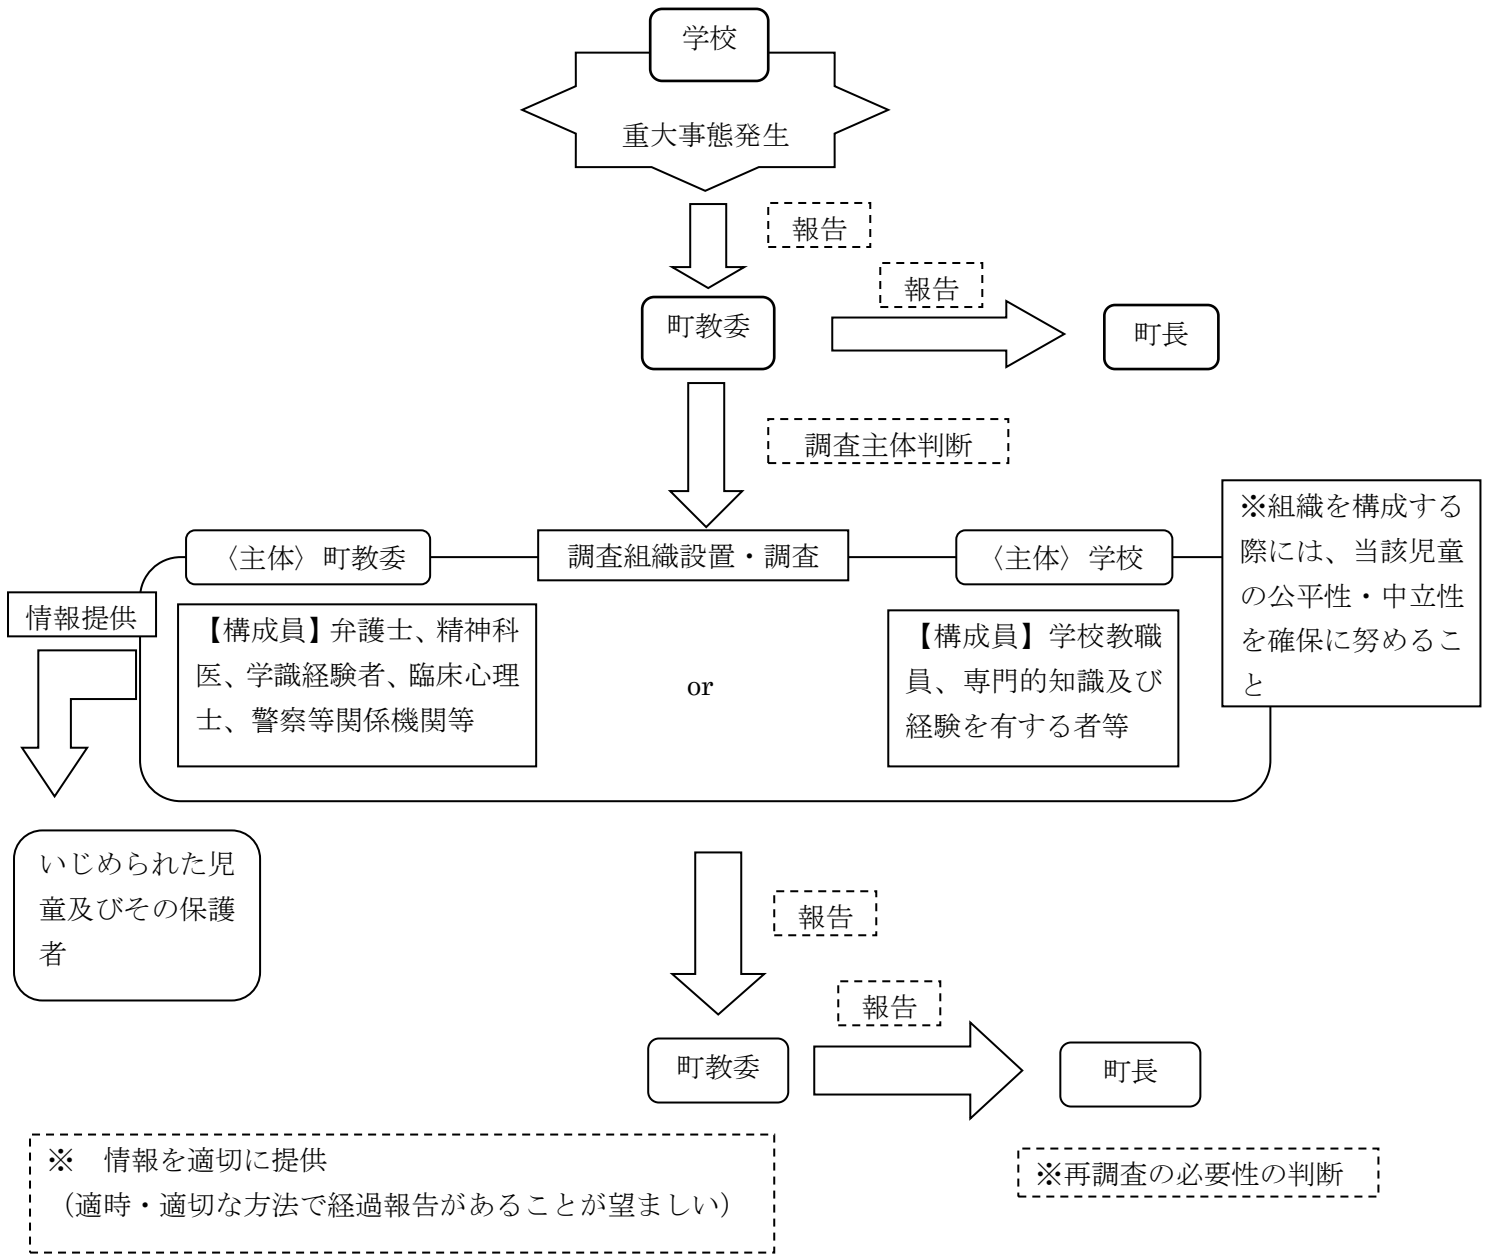 学校
重大事態発生
報告
報告
町教委
町長
調査主体判断
〈主体〉町教委
調査組織設置・調査
〈主体〉学校
※組織を構成する
際には、当該児童
の公平性・中立性
を確保に努めるこ
と
情報提供
【構成員】弁護士、精神科
医、学識経験者、臨床心理
士、警察等関係機関等
or
【構成員】学校教職
員、専門的知識及び
経験を有する者等
いじめられた児
童及びその保護
者
報告
報告
町教委
町長
※　情報を適切に提供
（適時・適切な方法で経過報告があることが望ましい）
※再調査の必要性の判断